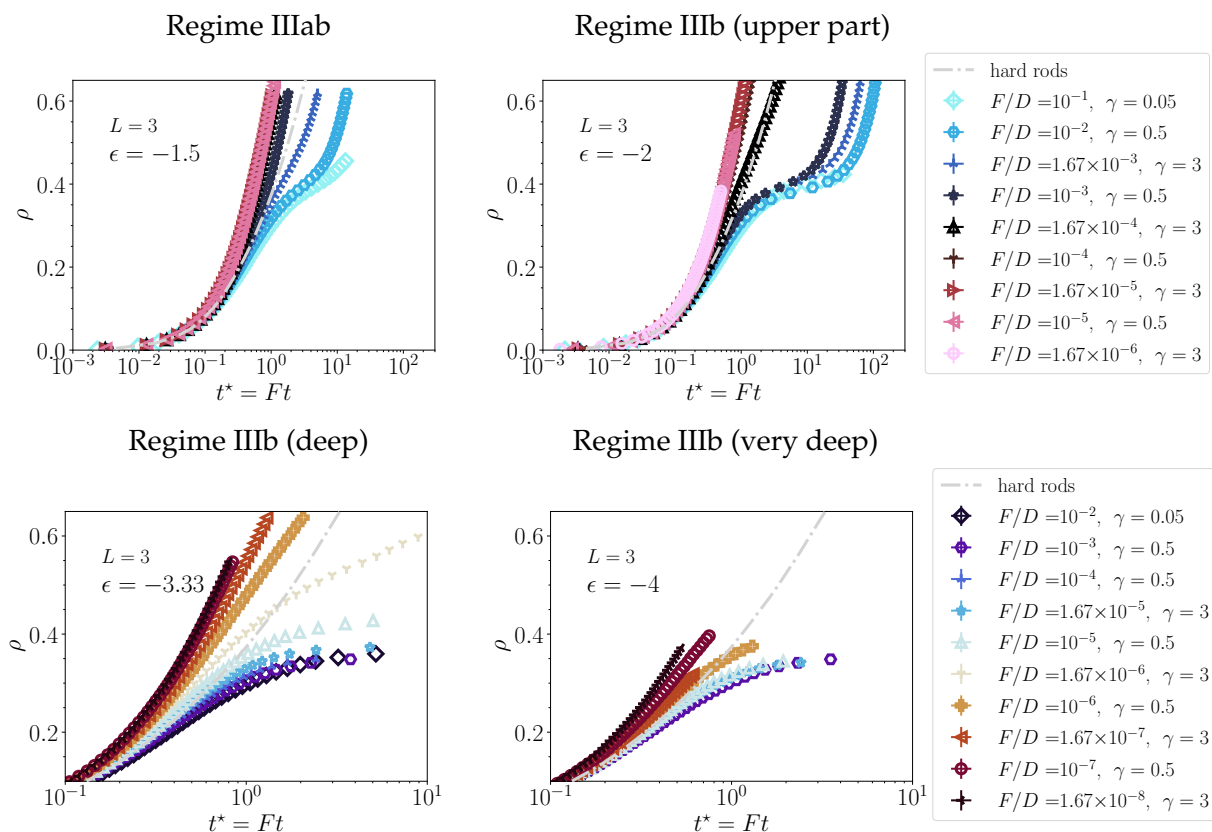 Regime IIIab
Regime IIIb (upper part)
0.6
0.4
0.2
0.0
ρ
L = 3
ϵ = −1.5
10⁻³ 10⁻² 10⁻¹ 10⁰ 10¹ 10²
t⋆ = Ft
0.6
0.4
0.2
0.0
ρ
L = 3
ϵ = −2
10⁻³ 10⁻² 10⁻¹ 10⁰ 10¹ 10²
t⋆ = Ft
hard rods
F/D =10⁻¹, γ = 0.05
F/D =10⁻², γ = 0.5
F/D =1.67×10⁻³, γ = 3
F/D =10⁻³, γ = 0.5
F/D =1.67×10⁻⁴, γ = 3
F/D =10⁻⁴, γ = 0.5
F/D =1.67×10⁻⁵, γ = 3
F/D =10⁻⁵, γ = 0.5
F/D =1.67×10⁻⁶, γ = 3
Regime IIIb (deep)
Regime IIIb (very deep)
0.6
0.4
0.2
ρ
L = 3
ϵ = −3.33
10⁻¹ 10⁰ 10¹
t⋆ = Ft
0.6
0.4
0.2
ρ
L = 3
ϵ = −4
10⁻¹ 10⁰ 10¹
t⋆ = Ft
hard rods
F/D =10⁻², γ = 0.05
F/D =10⁻³, γ = 0.5
F/D =10⁻⁴, γ = 0.5
F/D =1.67×10⁻⁵, γ = 3
F/D =10⁻⁵, γ = 0.5
F/D =1.67×10⁻⁶, γ = 3
F/D =10⁻⁶, γ = 0.5
F/D =1.67×10⁻⁷, γ = 3
F/D =10⁻⁷, γ = 0.5
F/D =1.67×10⁻⁸, γ = 3